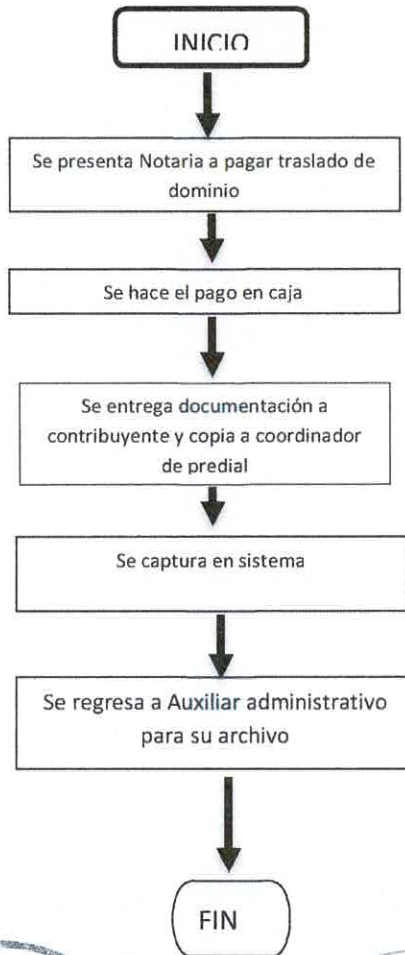 INICIO
Se presenta Notaria a pagar traslado de
dominio
Se hace el pago en caja
Se entrega documentación a
contribuyente y copia a coordinador
de predial
Se captura en sistema
Se regresa a Auxiliar administrativo
para su archivo
FIN